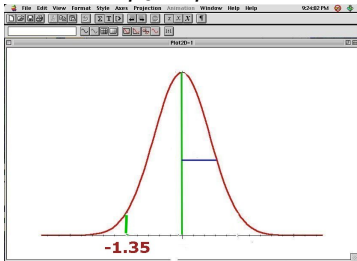 File Edit View Format Style Axes Projection Animation Window Help Help 9:24:02 PM
Plot2D-1
-1.35